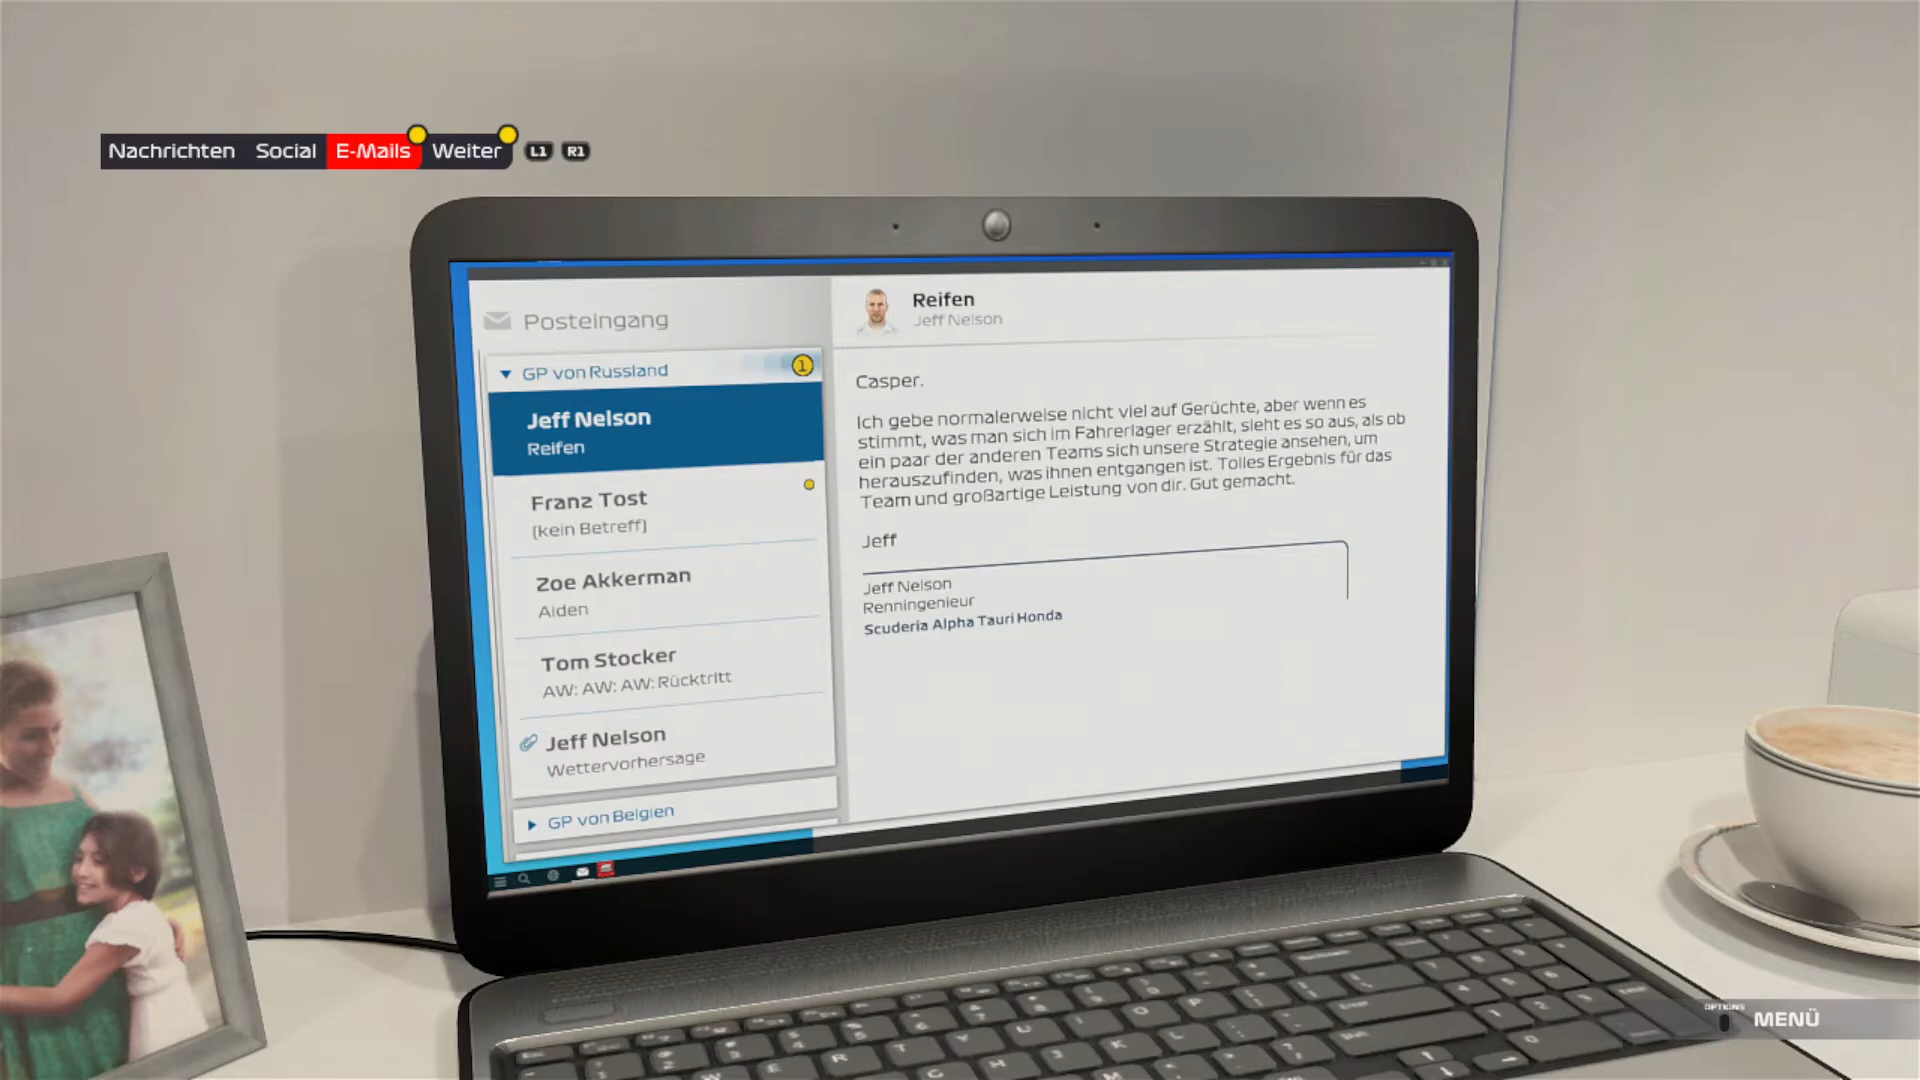 Nachrichten Social E-Mails Weiter L1 R1
Posteingang
GP von Russland 1
Jeff Nelson
Reifen
Franz Tost
(kein Betreff)
Zoe Akkerman
Aiden
Tom Stocker
AW: AW: AW: Rücktritt
Jeff Nelson
Wettervorhersage
GP von Belgien
Reifen
Jeff Nelson
Casper.
Ich gebe normalerweise nicht viel auf Gerüchte, aber wenn es
stimmt, was man sich im Fahrerlager erzählt, sieht es so aus, als ob
ein paar der anderen Teams sich unsere Strategie ansehen, um
herauszufinden, was ihnen entgangen ist. Tolles Ergebnis für das
Team und großartige Leistung von dir. Gut gemacht.
Jeff
Jeff Nelson
Renningenieur
Scuderia Alpha Tauri Honda
OPTIONS
MENÜ